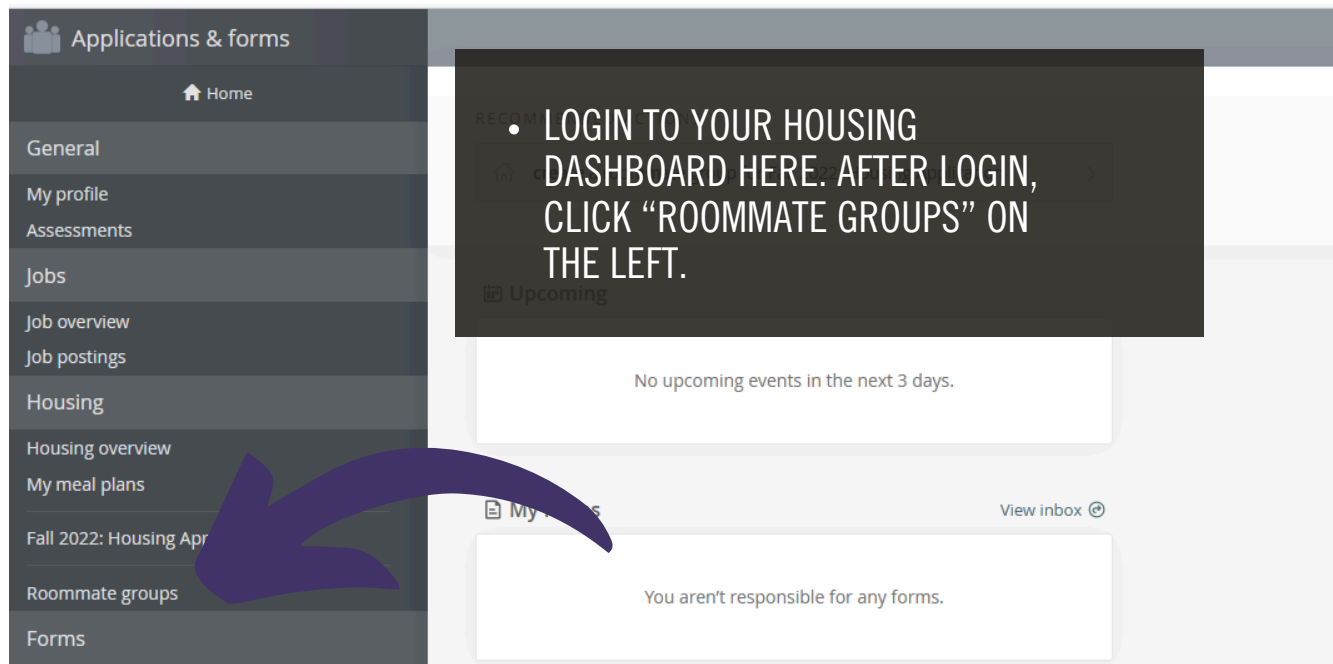 Applications & forms
Home
General
My profile
Assessments
Jobs
Job overview
Job postings
Housing
Housing overview
My meal plans
Fall 2022: Housing
Roommate groups
Forms
• LOGIN TO YOUR HOUSING
DASHBOARD HERE. AFTER LOGIN,
CLICK “ROOMMATE GROUPS” ON
THE LEFT.
Upcoming
No upcoming events in the next 3 days.
My
View inbox
You aren’t responsible for any forms.